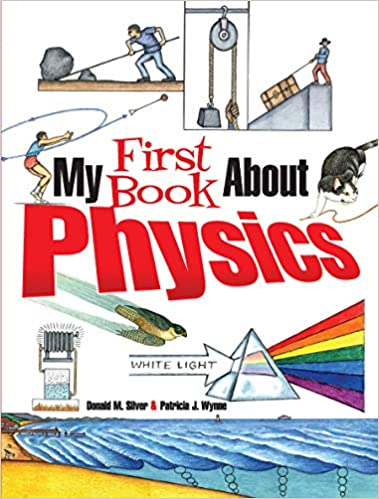 My First Book About
Physics
WHITE LIGHT
Donald M. Silver & Patricia J. Wynne